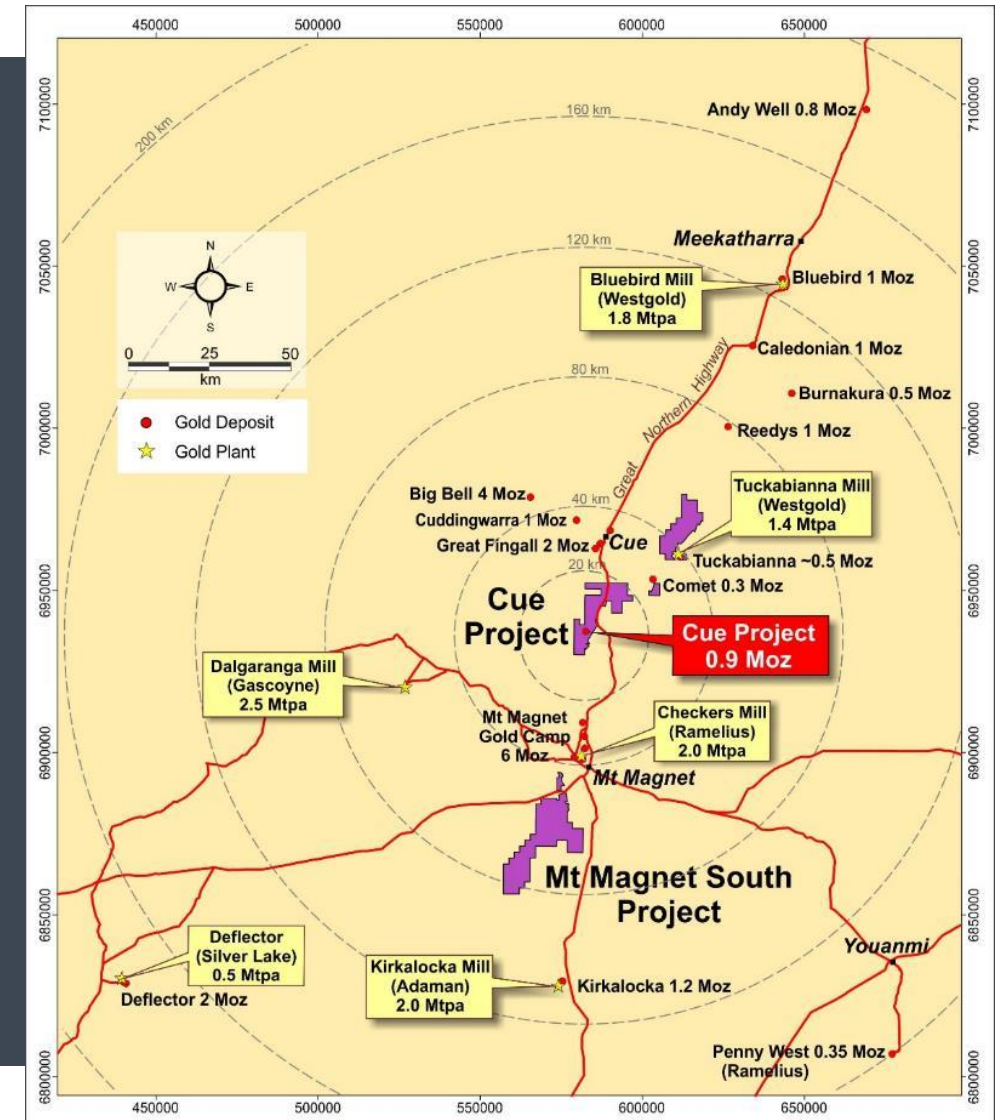 450000
500000
550000
600000
650000
7100000
7100000
200 km
160 km
Andy Well 0.8 Moz
Meekatharra
N
W
E
S
0
25
50
km
7050000
7050000
120 km
Bluebird Mill
(Westgold)
1.8 Mtpa
Bluebird 1 Moz
Caledonian 1 Moz
Great Northern Highway
80 km
Burnakura 0.5 Moz
Gold Deposit
Gold Plant
7000000
7000000
Reedys 1 Moz
Big Bell 4 Moz
40 km
Tuckabianna Mill
(Westgold)
1.4 Mtpa
Cuddingwarra 1 Moz
Great Fingall 2 Moz
Cue
Tuckabianna ~0.5 Moz
20 km
Comet 0.3 Moz
6950000
6950000
Cue
Project
Cue Project
0.9 Moz
Dalgaranga Mill
(Gascoyne)
2.5 Mtpa
Mt Magnet
Gold Camp
6 Moz
Checkers Mill
(Ramelius)
2.0 Mtpa
6900000
6900000
Mt Magnet
Mt Magnet South
Project
6850000
6850000
Deflector
(Silver Lake)
0.5 Mtpa
Deflector 2 Moz
Kirkalocka Mill
(Adaman)
2.0 Mtpa
Kirkalocka 1.2 Moz
Youanmi
Penny West 0.35 Moz
(Ramelius)
6800000
6800000
450000
500000
550000
600000
650000